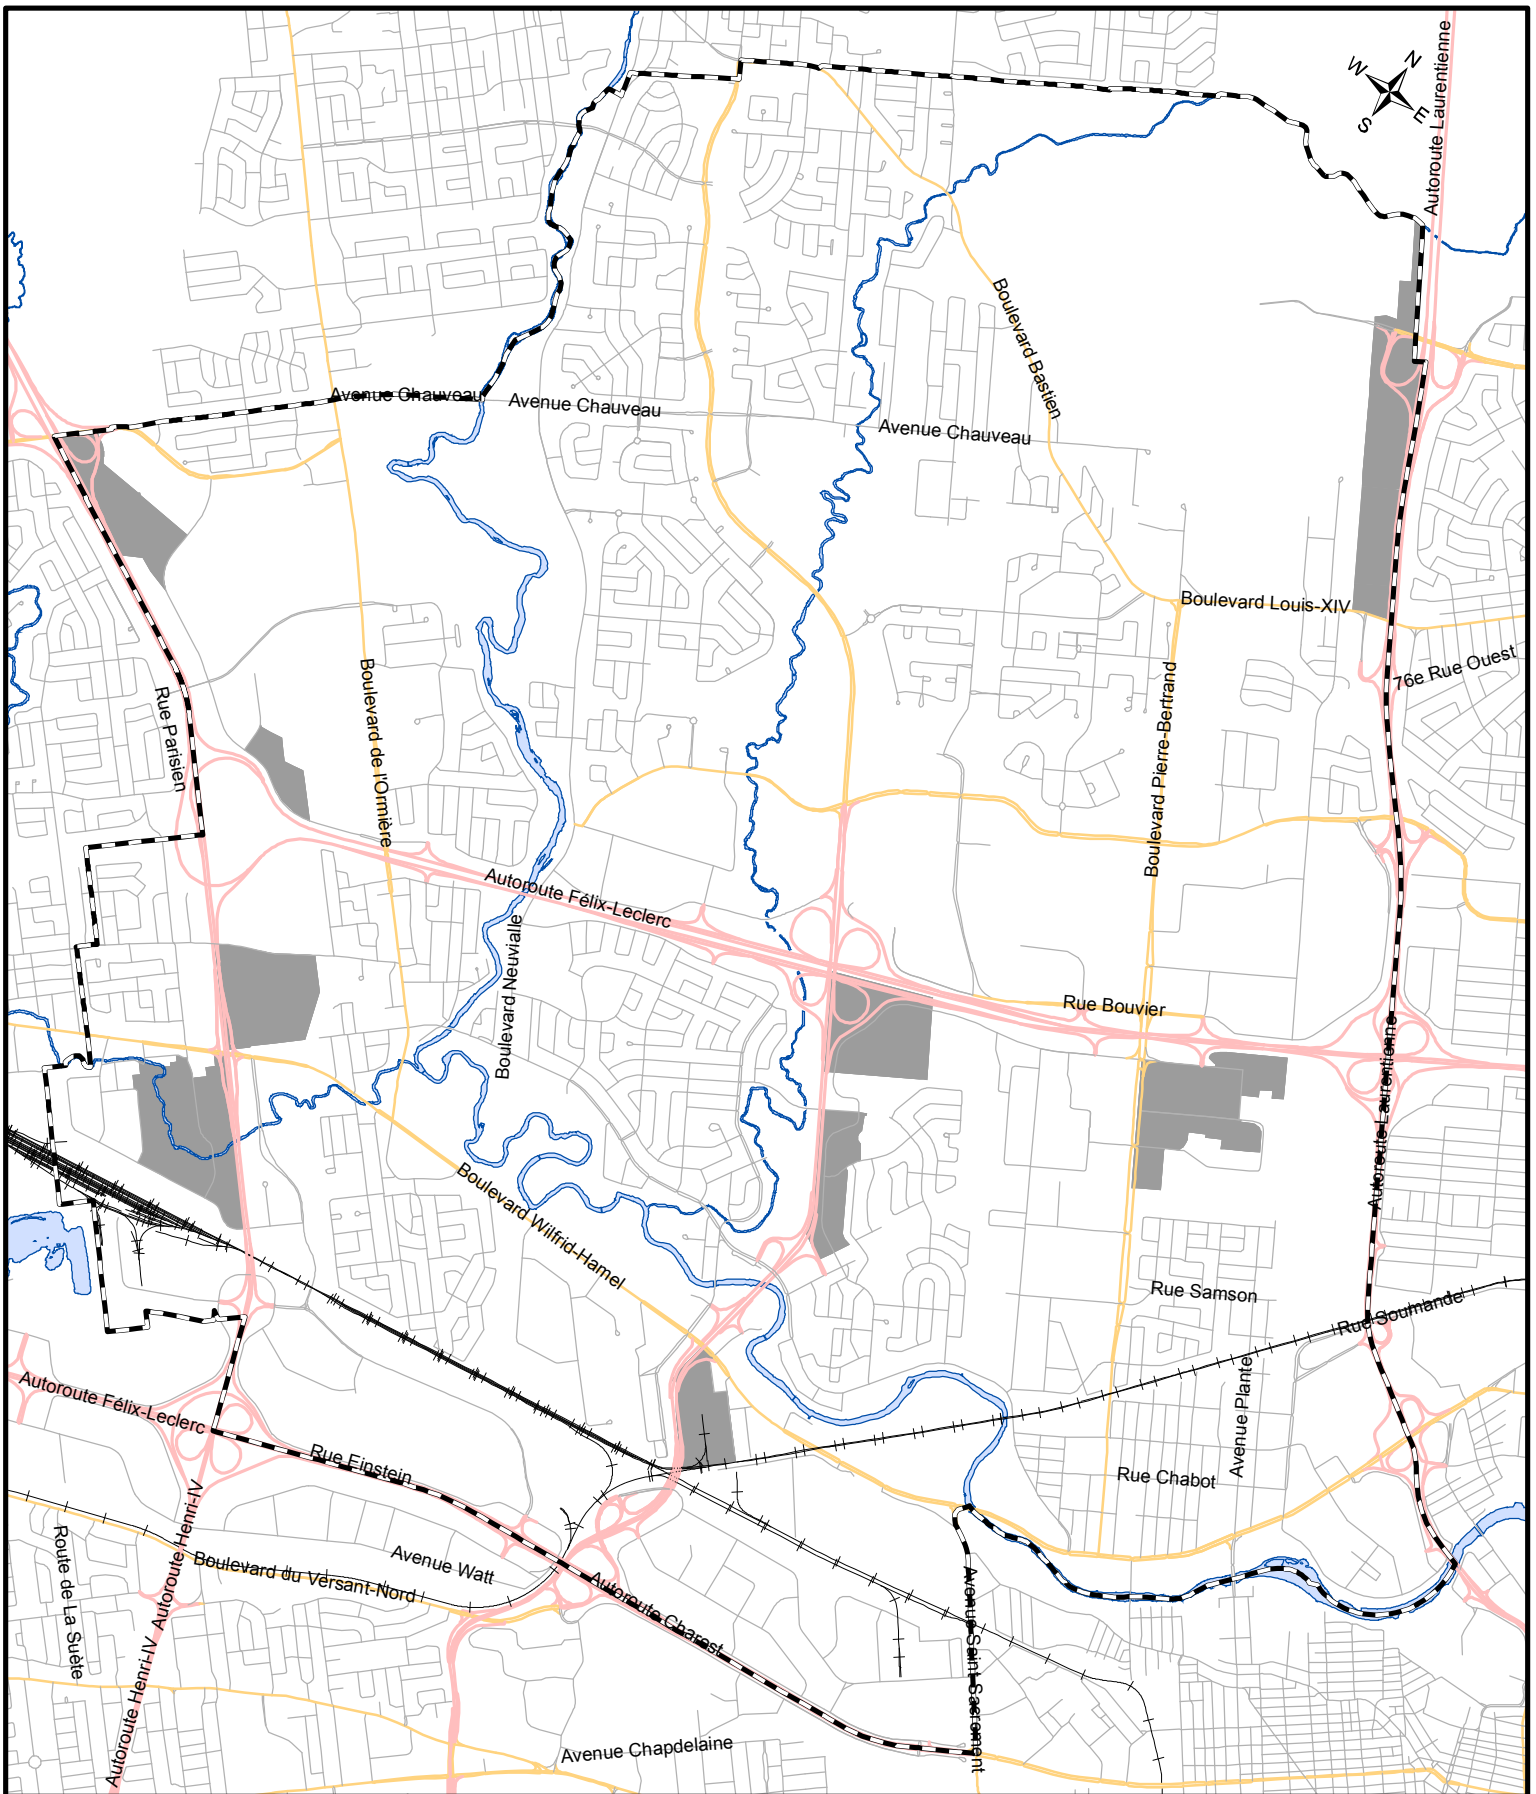 Autoroute Laurentienne
N
W
E
S
Boulevard Bastien
Avenue Chauveau
Avenue Chauveau
Avenue Chauveau
Boulevard Louis-XIV
76e Rue Ouest
Rue Parisien
Boulevard de l'Ormière
Boulevard Pierre-Bertrand
Autoroute Félix-Leclerc
Boulevard Neuvialle
Rue Bouvier
Autoroute Laurentienne
Boulevard Wilfrid-Hamel
Rue Samson
Rue Soumande
Autoroute Félix-Leclerc
Avenue Plante
Rue Einstein
Rue Chabot
Autoroute Henri-IV
Route de La Suète
Boulevard du Versant-Nord
Avenue Watt
Autoroute Charest
Avenue Saint-Sacrement
Autoroute Henri-IV
Avenue Chapdelaine